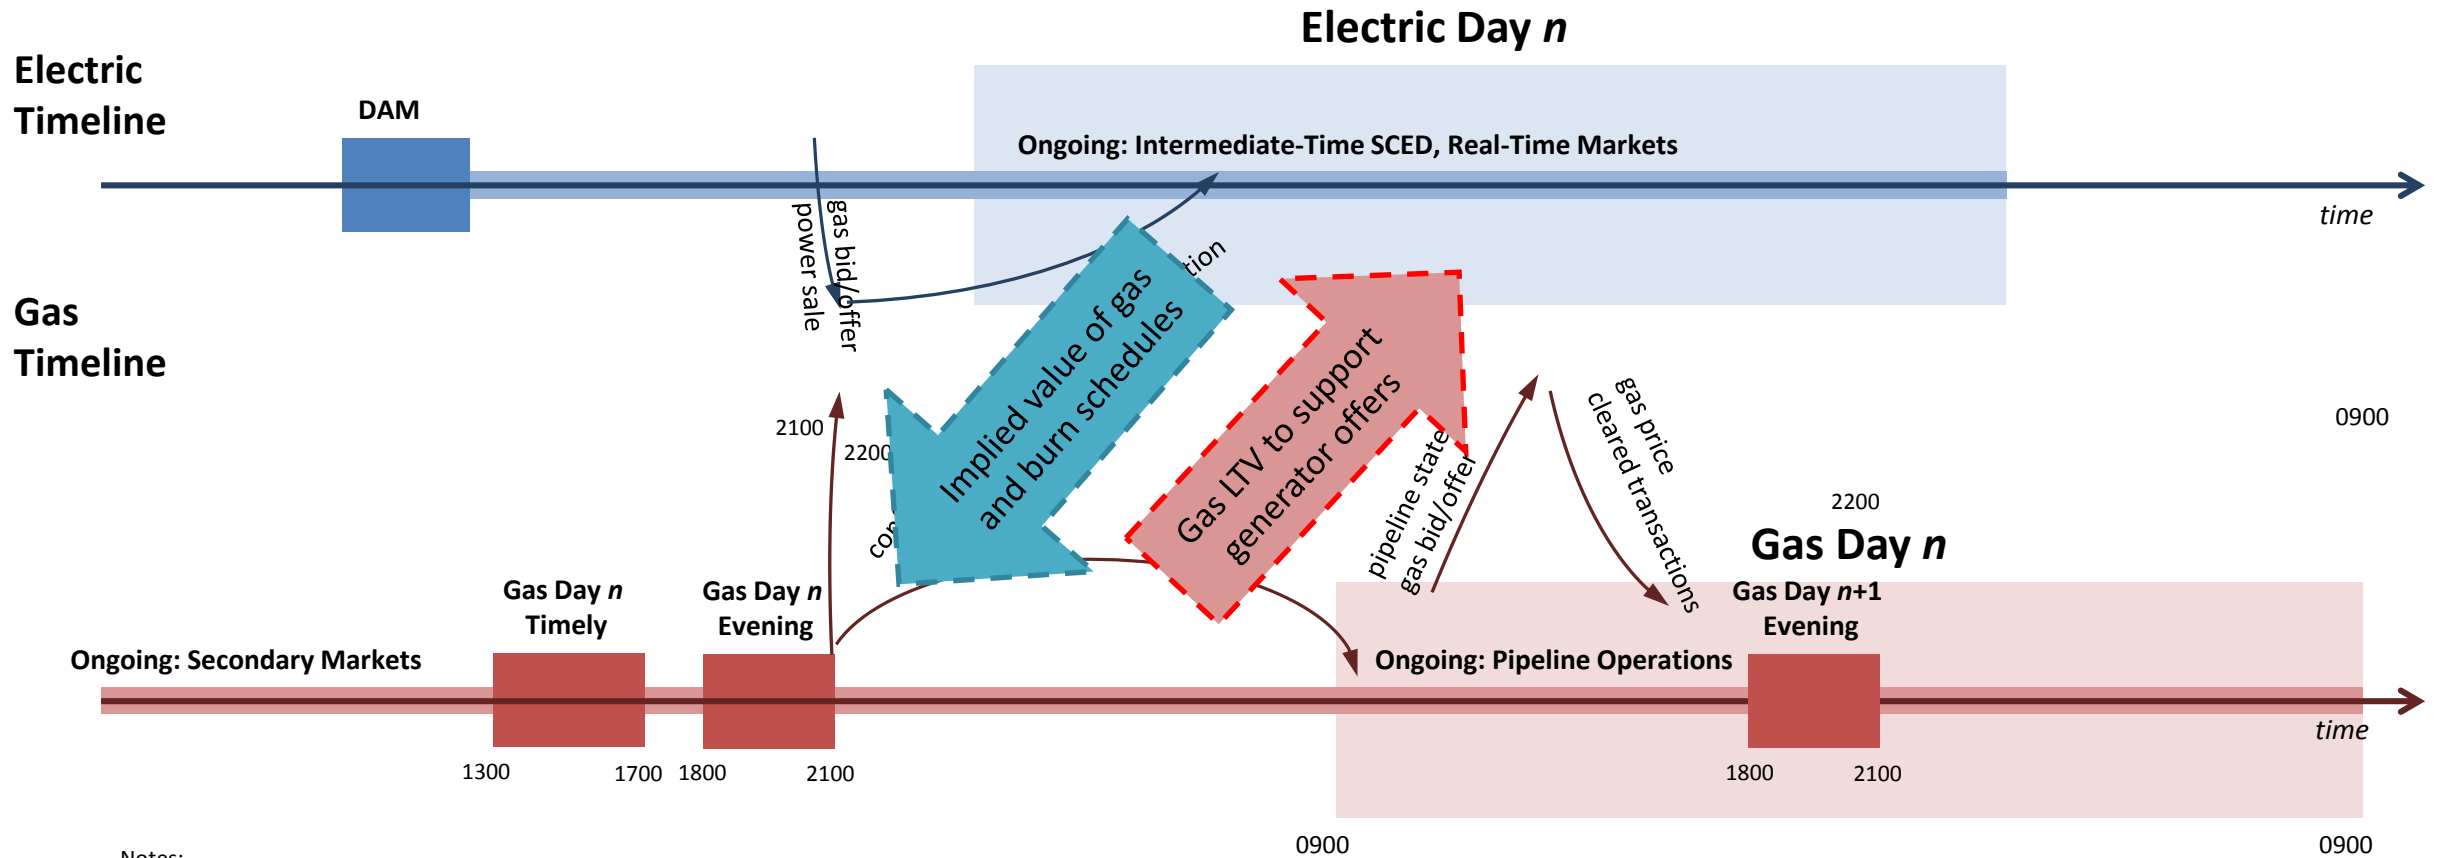 Electric Day n
Electric
Timeline
DAM
Ongoing: Intermediate-Time SCED, Real-Time Markets
time
gas bid/offer
power sale
Gas
Timeline
Implied value of gas
and burn schedules
Gas LTV to support
generator offers
2100
2200
pipeline state
gas bid/offer
gas price
cleared transactions
0900
2200
Gas Day n
Gas Day n
Timely
Gas Day n
Evening
Gas Day n+1
Evening
Ongoing: Secondary Markets
Ongoing: Pipeline Operations
time
1300
1700
1800
2100
1800
2100
0900
0900
Notes: